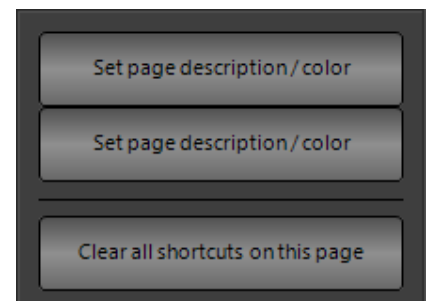 Set page description / color
Set page description / color
Clear all shortcuts on this page